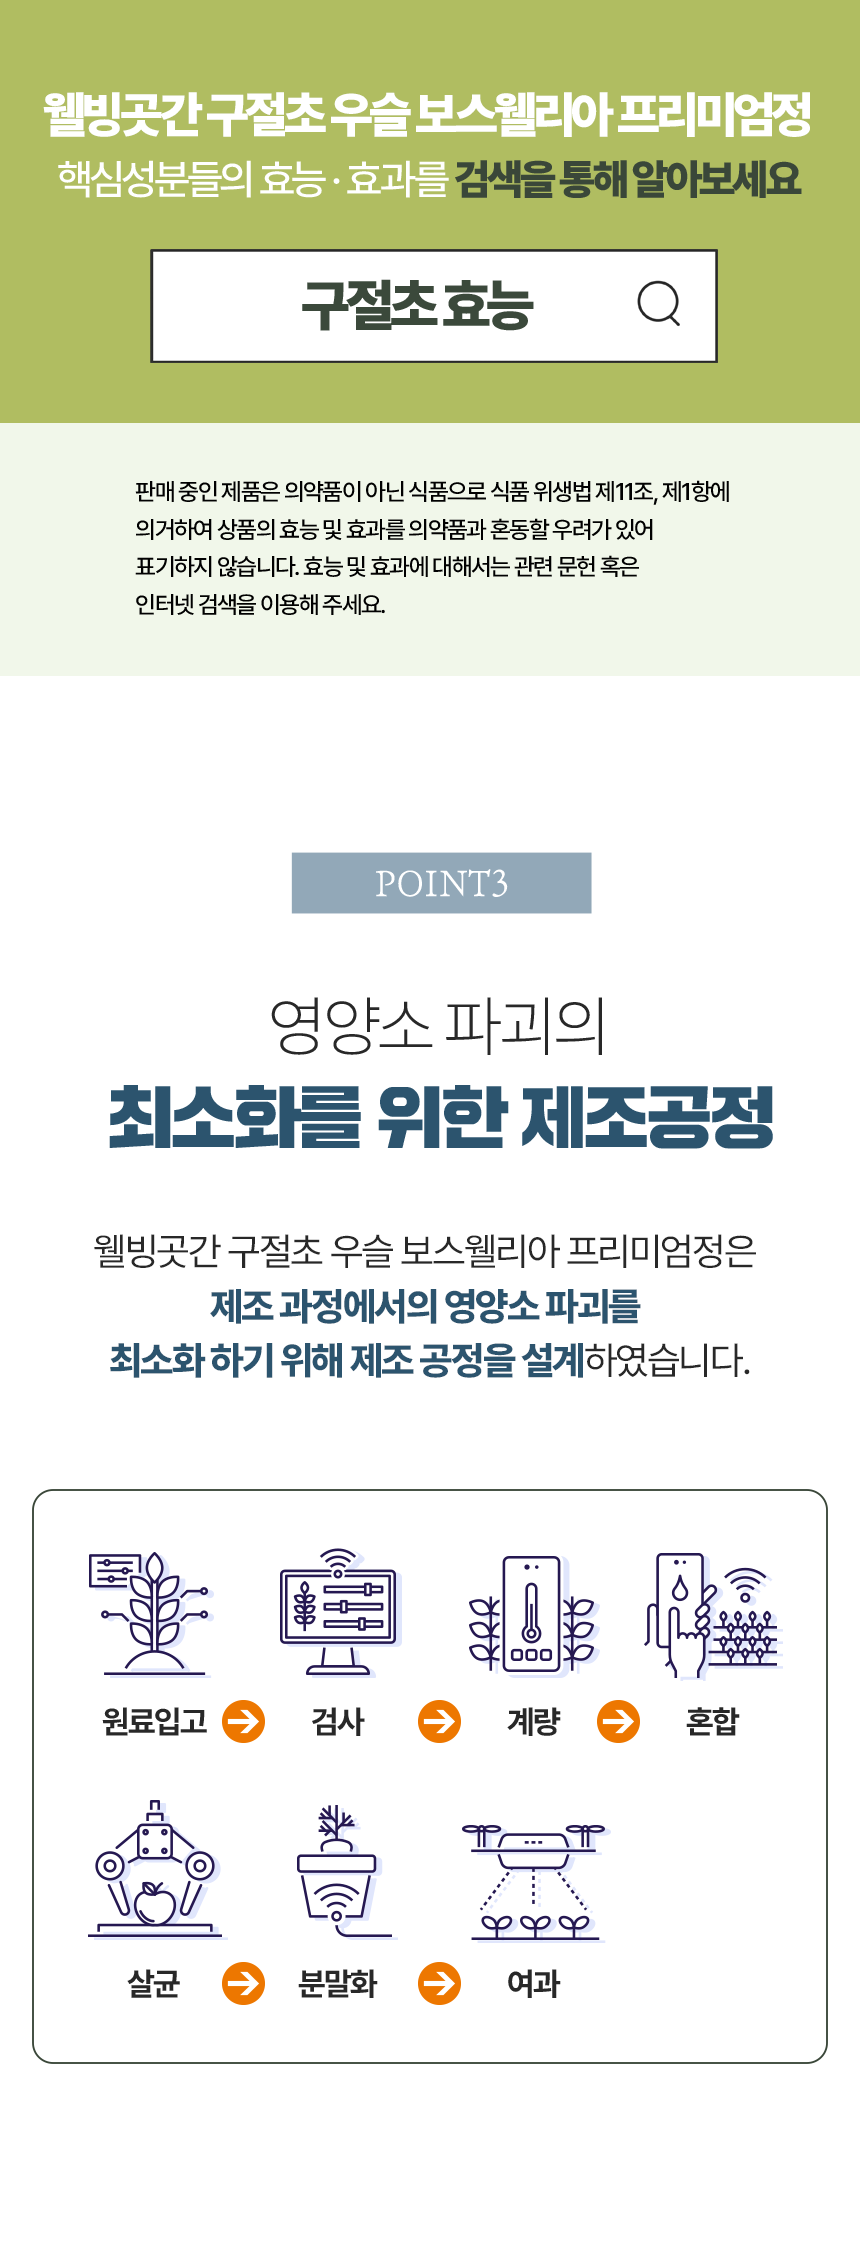 웰빙곳간 구절초 우슬 보스웰리아 프리미엄정
핵심성분들의 효능 · 효과를 검색을 통해 알아보세요
구절초 효능
판매 중인 제품은 의약품이 아닌 식품으로 식품 위생법 제11조, 제1항에
의거하여 상품의 효능 및 효과를 의약품과 혼동할 우려가 있어
표기하지 않습니다. 효능 및 효과에 대해서는 관련 문헌 혹은
인터넷 검색을 이용해 주세요.
POINT3
영양소 파괴의
최소화를 위한 제조공정
웰빙곳간 구절초 우슬 보스웰리아 프리미엄정은
제조 과정에서의 영양소 파괴를
최소화 하기 위해 제조 공정을 설계하였습니다.
원료입고 검사 계량 혼합
살균 분말화 여과